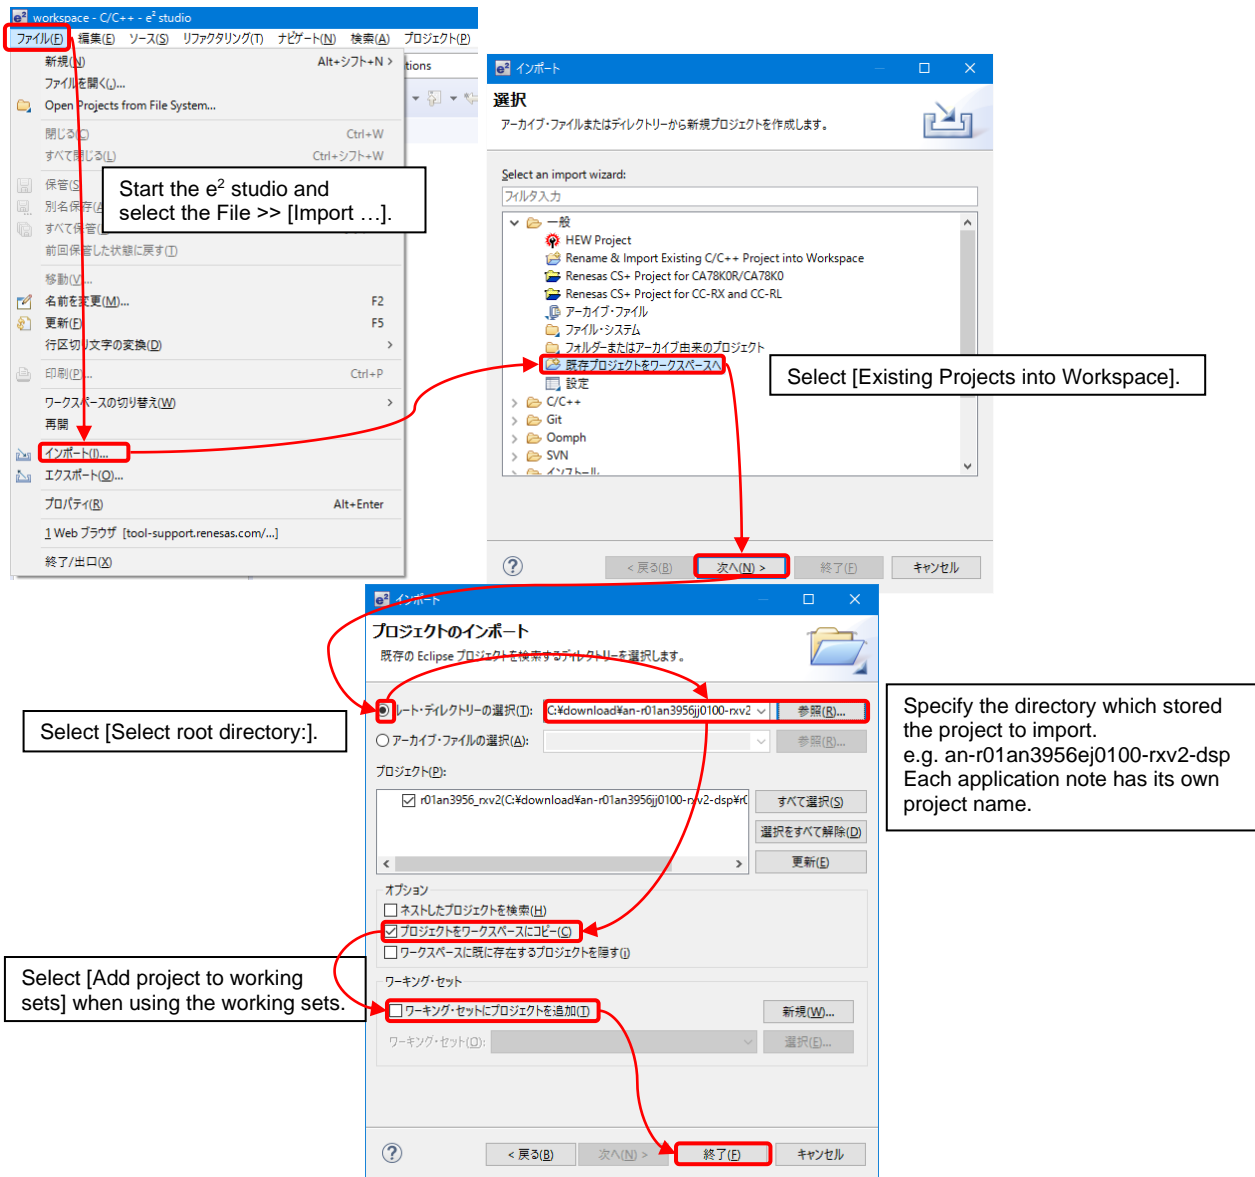 e² workspace - C/C++ - e² studio
ファイル(F) 編集(E) ソース(S) リファクタリング(T) ナビゲート(N) 検索(A) プロジェクト(P)
新規(N) Alt+シフト+N >
ファイルを開く(.)...
Open Projects from File System...
閉じる(C) Ctrl+W
すべて閉じる(L) Ctrl+シフト+W
保管(S)
別名保存(A)
すべて保管(
前回保管した状態に戻す(T)
移動(V)...
名前を変更(M)... F2
更新(F) F5
行区切り文字の変換(D) >
印刷(P)... Ctrl+P
ワークスペースの切り替え(W) >
再開
インポート(I)...
エクスポート(O)...
プロパティ(R) Alt+Enter
1 Web ブラウザ [tool-support.renesas.com/...]
終了/出口(X)
tions
Start the e² studio and
select the File >> [Import …].
e² インポート
選択
アーカイブ・ファイルまたはディレクトリーから新規プロジェクトを作成します。
Select an import wizard:
フィルタ入力
一般
HEW Project
Rename & Import Existing C/C++ Project into Workspace
Renesas CS+ Project for CA78K0R/CA78K0
Renesas CS+ Project for CC-RX and CC-RL
アーカイブ・ファイル
ファイル・システム
フォルダーまたはアーカイブ由来のプロジェクト
既存プロジェクトをワークスペースへ
設定
C/C++
Git
Oomph
SVN
インストール
Select [Existing Projects into Workspace].
< 戻る(B) 次へ(N) > 終了(F) キャンセル
e² インポート
プロジェクトのインポート
既存の Eclipse プロジェクトを検索するディレクトリーを選択します。
ルート・ディレクトリーの選択(T): C:¥download¥an-r01an3956jj0100-rxv2 参照(R)...
アーカイブ・ファイルの選択(A): 参照(R)...
プロジェクト(P):
r01an3956_rxv2(C:¥download¥an-r01an3956jj0100-rxv2-dsp¥r( すべて選択(S)
選択をすべて解除(D)
更新(E)
オプション
ネストしたプロジェクトを検索(H)
プロジェクトをワークスペースにコピー(C)
ワークスペースに既に存在するプロジェクトを隠す(i)
ワーキング・セット
ワーキング・セットにプロジェクトを追加(T) 新規(W)...
ワーキング・セット(O): 選択(E)...
< 戻る(B) 次へ(N) > 終了(F) キャンセル
Select [Select root directory:].
Specify the directory which stored
the project to import.
e.g. an-r01an3956ej0100-rxv2-dsp
Each application note has its own
project name.
Select [Add project to working
sets] when using the working sets.